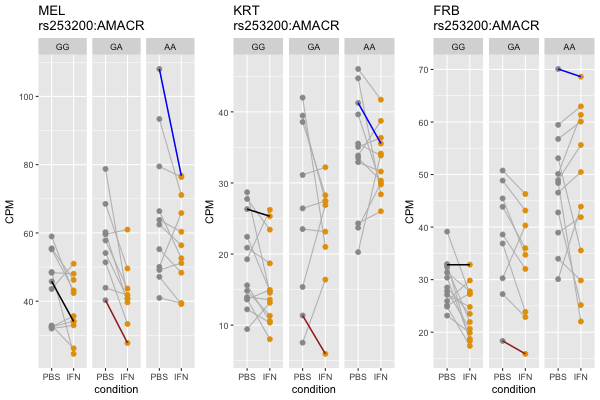 MEL
rs253200:AMACR
GG GA AA
CPM
100
80
60
40
PBS IFN PBS IFN PBS IFN
condition
KRT
rs253200:AMACR
GG GA AA
CPM
40
30
20
10
PBS IFN PBS IFN PBS IFN
condition
FRB
rs253200:AMACR
GG GA AA
CPM
70
60
50
40
30
20
PBS IFN PBS IFN PBS IFN
condition